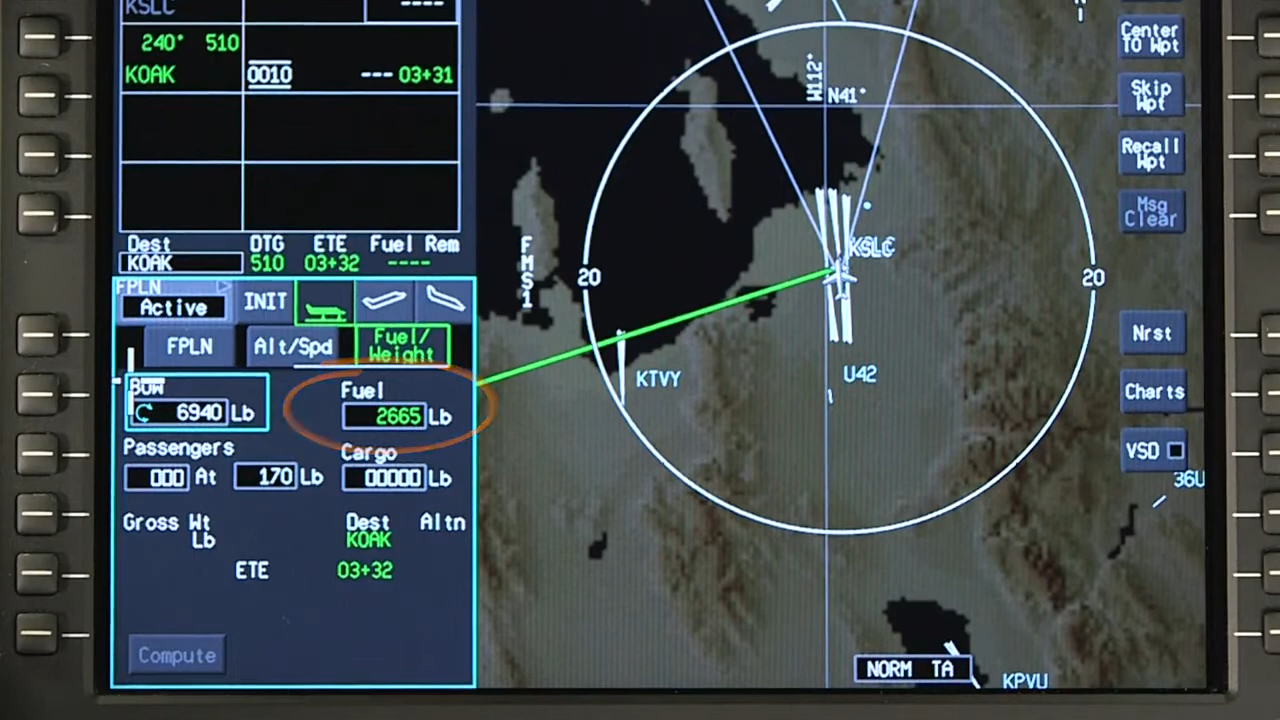 KSLC ----
240° 510
KOAK 0010 --- 03+31
Dest DTG ETE Fuel Rem
KOAK 510 03+32 ----
FPLN
Active INIT
FPLN Alt/Spd Fuel/
Weight
BOW Fuel
6940 Lb 2665 Lb
Passengers Cargo
000 At 170 Lb 00000 Lb
Gross Wt Dest Altn
Lb KOAK
ETE 03+32
Compute
W112°
N41°
FMS1
20
20
KSLC
KTVY
U42
36U
KPVU
NORM TA
Center
TO Wpt
Skip
Wpt
Recall
Wpt
Msg
Clear
Nrst
Charts
VSD